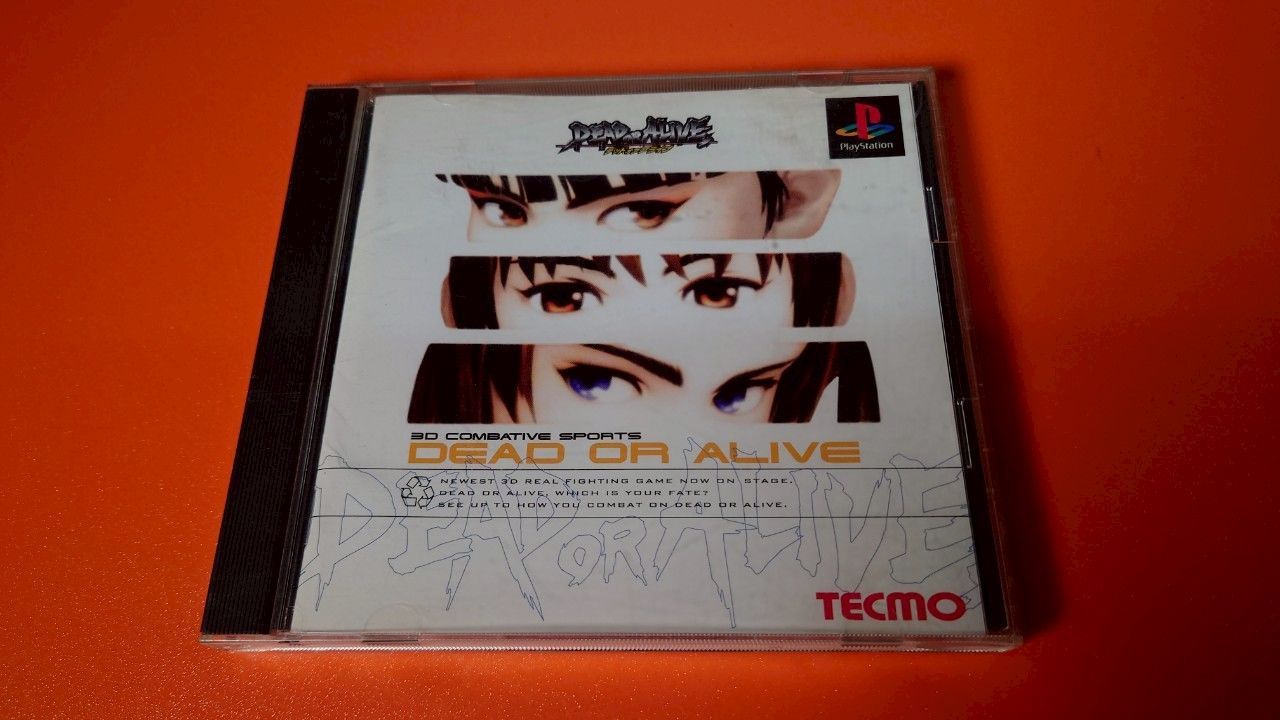 DEAD OR ALIVE
PlayStation
3D COMBATIVE SPORTS
DEAD OR ALIVE
NEWEST 3D REAL FIGHTING GAME NOW ON STAGE.
DEAD OR ALIVE, WHICH IS YOUR FATE?
SEE UP TO HOW YOU COMBAT ON DEAD OR ALIVE.
DEAD OR ALIVE
TECMO